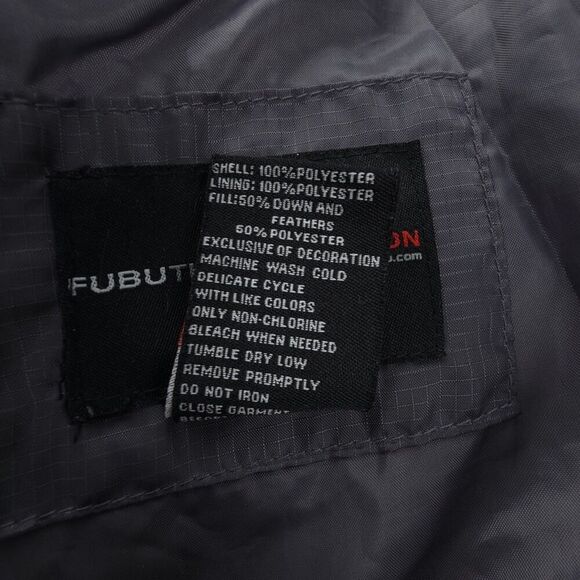 SHELL: 100%POLYESTER
LINING: 100%POLYESTER
FILL:50% DOWN AND
FEATHERS
50% POLYESTER
EXCLUSIVE OF DECORATION
MACHINE WASH COLD
DELICATE CYCLE
WITH LIKE COLORS
ONLY NON-CHLORINE
BLEACH WHEN NEEDED
TUMBLE DRY LOW
REMOVE PROMPTLY
DO NOT IRON
CLOSE GARMENT
FUBUT
ON
.com